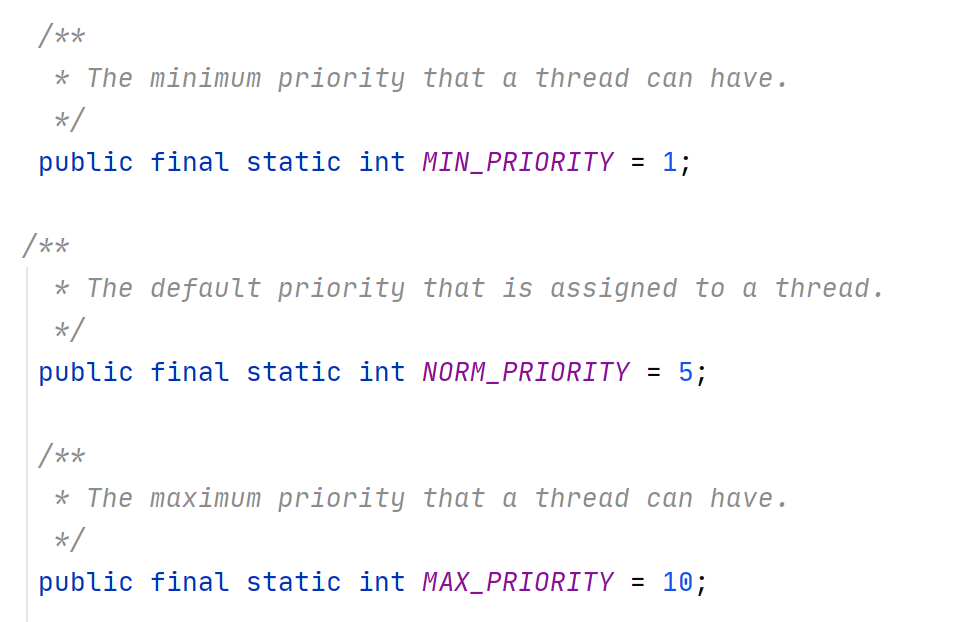 /**
 * The minimum priority that a thread can have.
 */
public final static int MIN_PRIORITY = 1;

/**
 * The default priority that is assigned to a thread.
 */
public final static int NORM_PRIORITY = 5;

/**
 * The maximum priority that a thread can have.
 */
public final static int MAX_PRIORITY = 10;